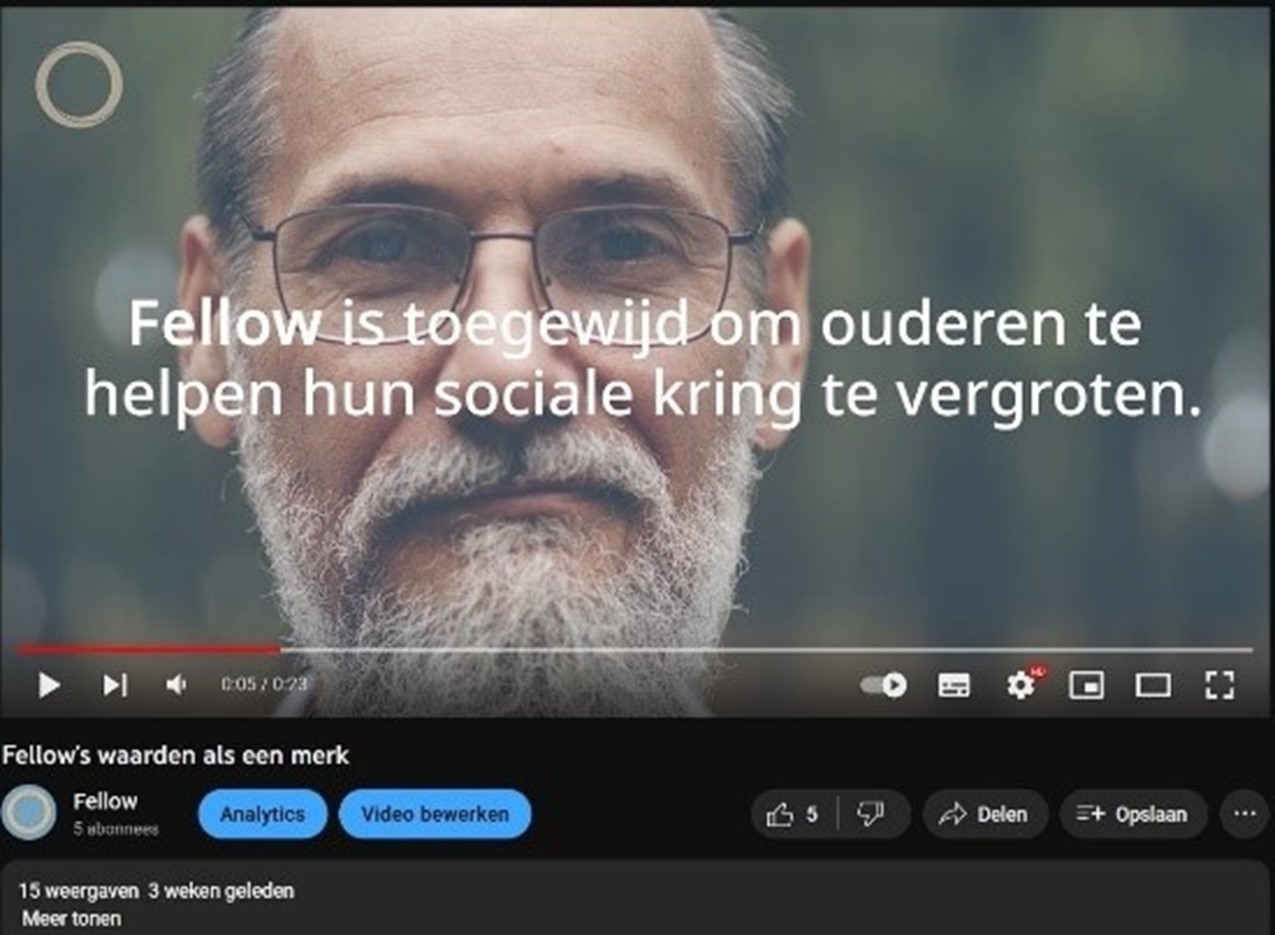 Fellow is toegewijd om ouderen te
helpen hun sociale kring te vergroten.
0:05 / 0:23
HD
Fellow's waarden als een merk
Fellow
5 abonnees
Analytics
Video bewerken
5
Delen
Opslaan
15 weergaven 3 weken geleden
Meer tonen